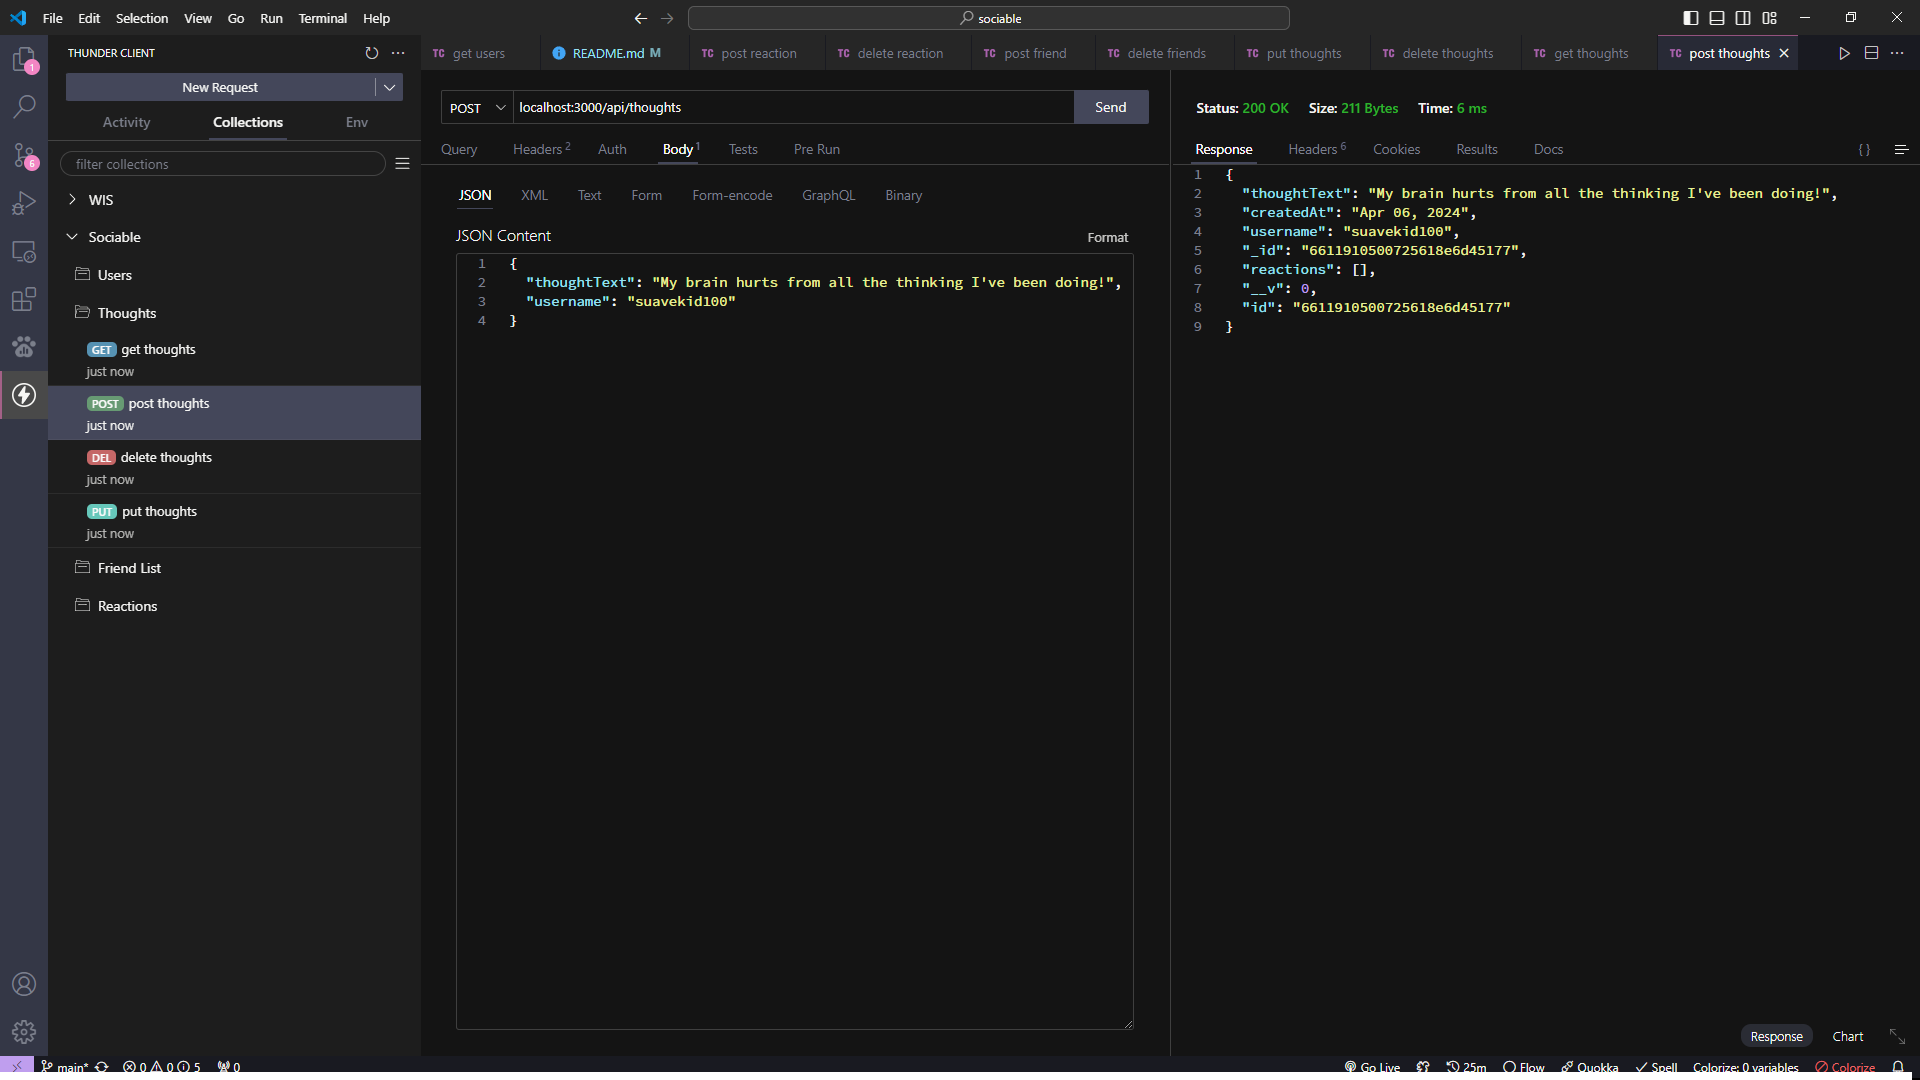 File Edit Selection View Go Run Terminal Help
sociable
THUNDER CLIENT
New Request
Activity Collections Env
filter collections
WIS
Sociable
Users
Thoughts
GET get thoughts
just now
POST post thoughts
just now
DEL delete thoughts
just now
PUT put thoughts
just now
Friend List
Reactions
1
6
TC get users
README.md M
TC post reaction
TC delete reaction
TC post friend
TC delete friends
TC put thoughts
TC delete thoughts
TC get thoughts
TC post thoughts
POST localhost:3000/api/thoughts Send
Query Headers 2 Auth Body 1 Tests Pre Run
JSON XML Text Form Form-encode GraphQL Binary
JSON Content Format
1 {
2 "thoughtText": "My brain hurts from all the thinking I've been doing!",
3 "username": "suavekid100"
4 }
Status: 200 OK Size: 211 Bytes Time: 6 ms
Response Headers 6 Cookies Results Docs { }
1 {
2 "thoughtText": "My brain hurts from all the thinking I've been doing!",
3 "createdAt": "Apr 06, 2024",
4 "username": "suavekid100",
5 "_id": "6611910500725618e6d45177",
6 "reactions": [],
7 "__v": 0,
8 "id": "6611910500725618e6d45177"
9 }
Response Chart
main* 0 0 5 0 Go Live 25m Flow Quokka Spell Colorize: 0 variables Colorize